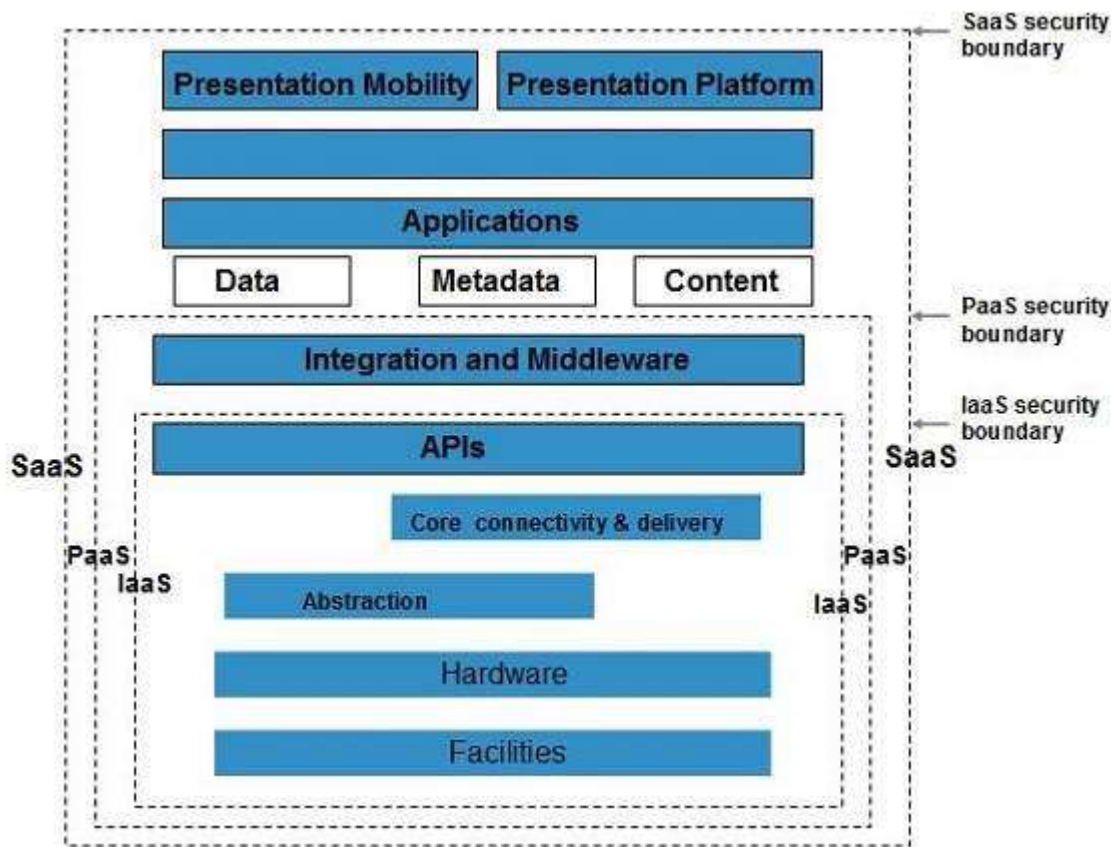 SaaS security
boundary
Presentation Mobility
Presentation Platform
Applications
Data
Metadata
Content
PaaS security
boundary
Integration and Middleware
IaaS security
boundary
APIs
SaaS
SaaS
Core connectivity & delivery
PaaS
PaaS
IaaS
IaaS
Abstraction
Hardware
Facilities